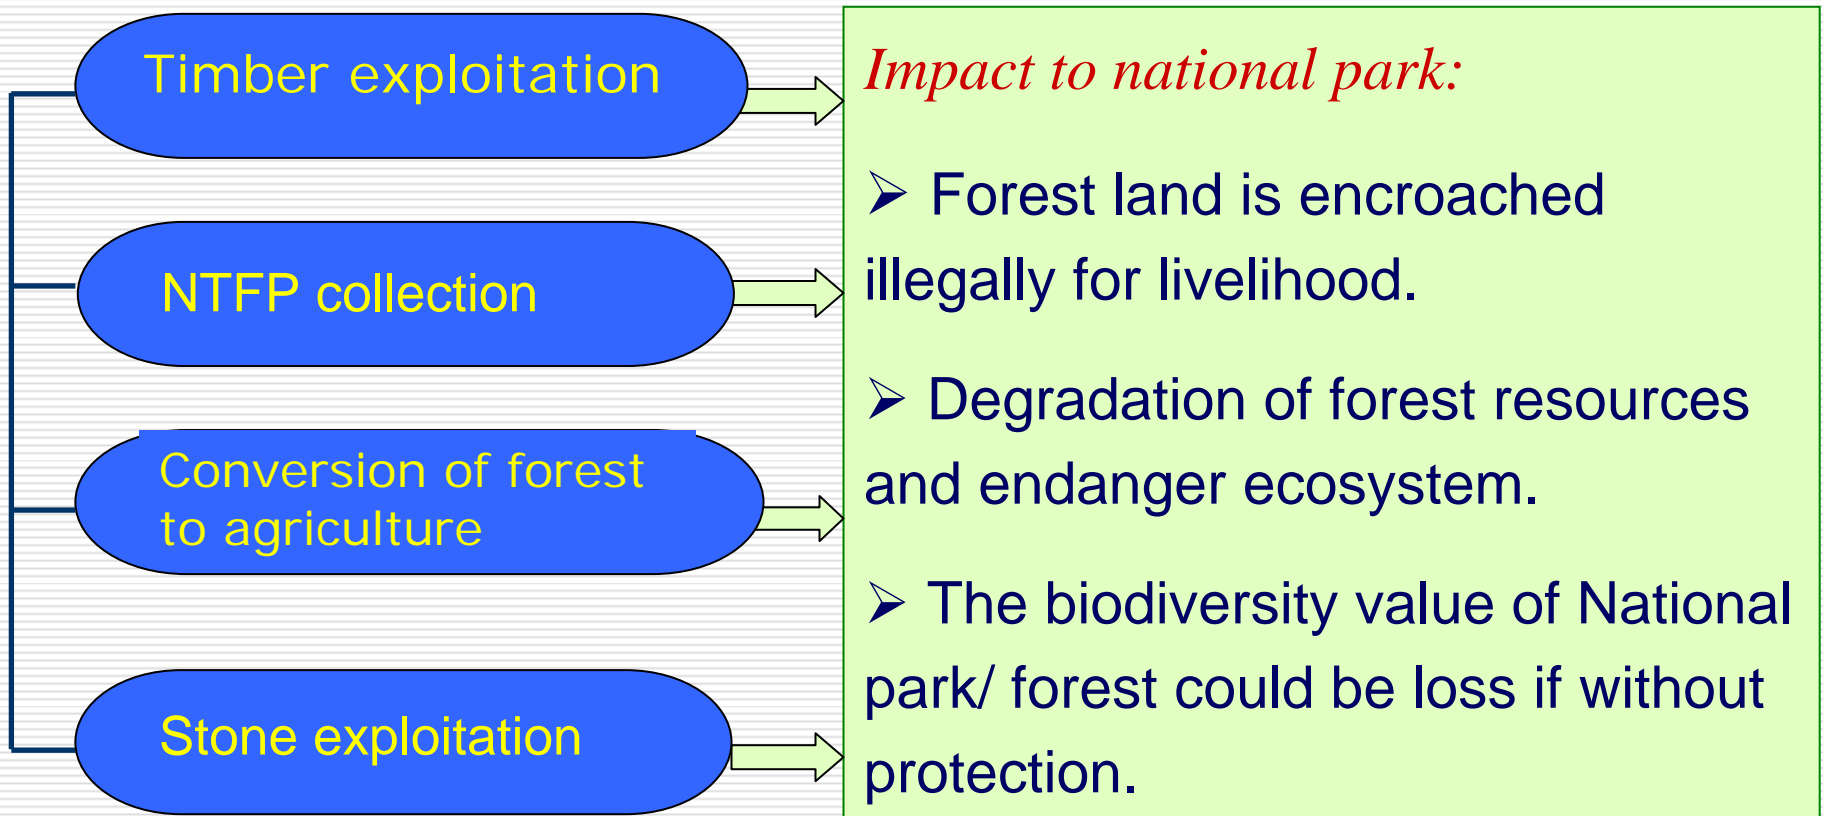 Timber exploitation
NTFP collection
Conversion of forest
to agriculture
Stone exploitation
Impact to national park:
➢ Forest land is encroached
illegally for livelihood.
➢ Degradation of forest resources
and endanger ecosystem.
➢ The biodiversity value of National
park/ forest could be loss if without
protection.